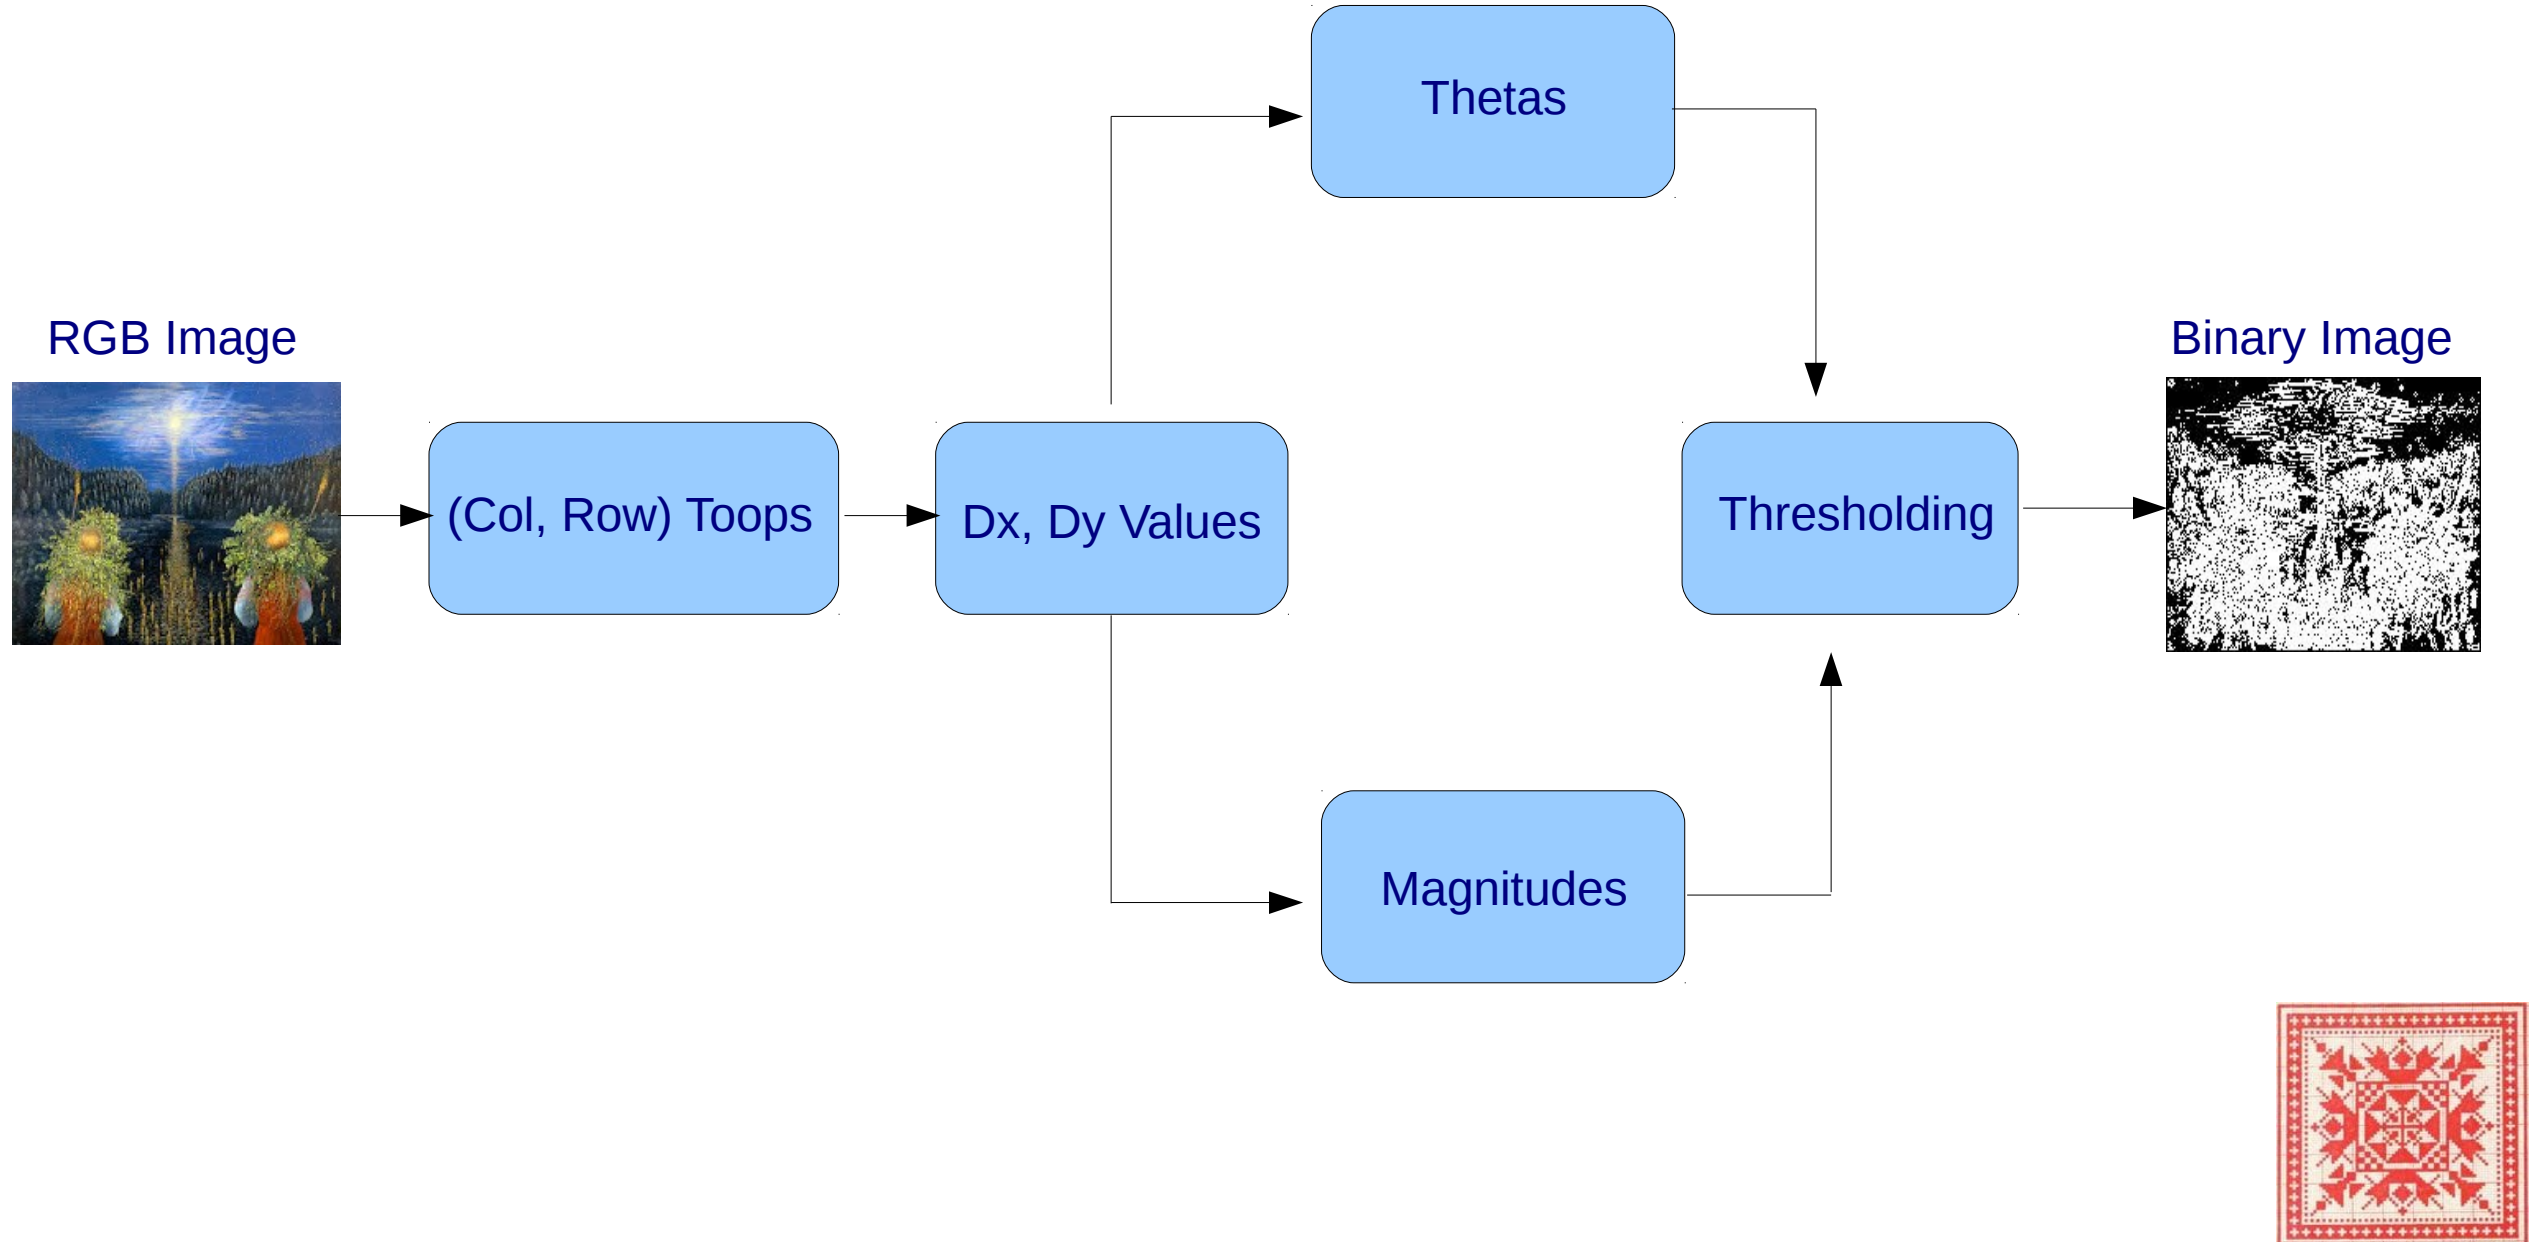 RGB Image
(Col, Row) Toops
Dx, Dy Values
Thetas
Magnitudes
Thresholding
Binary Image